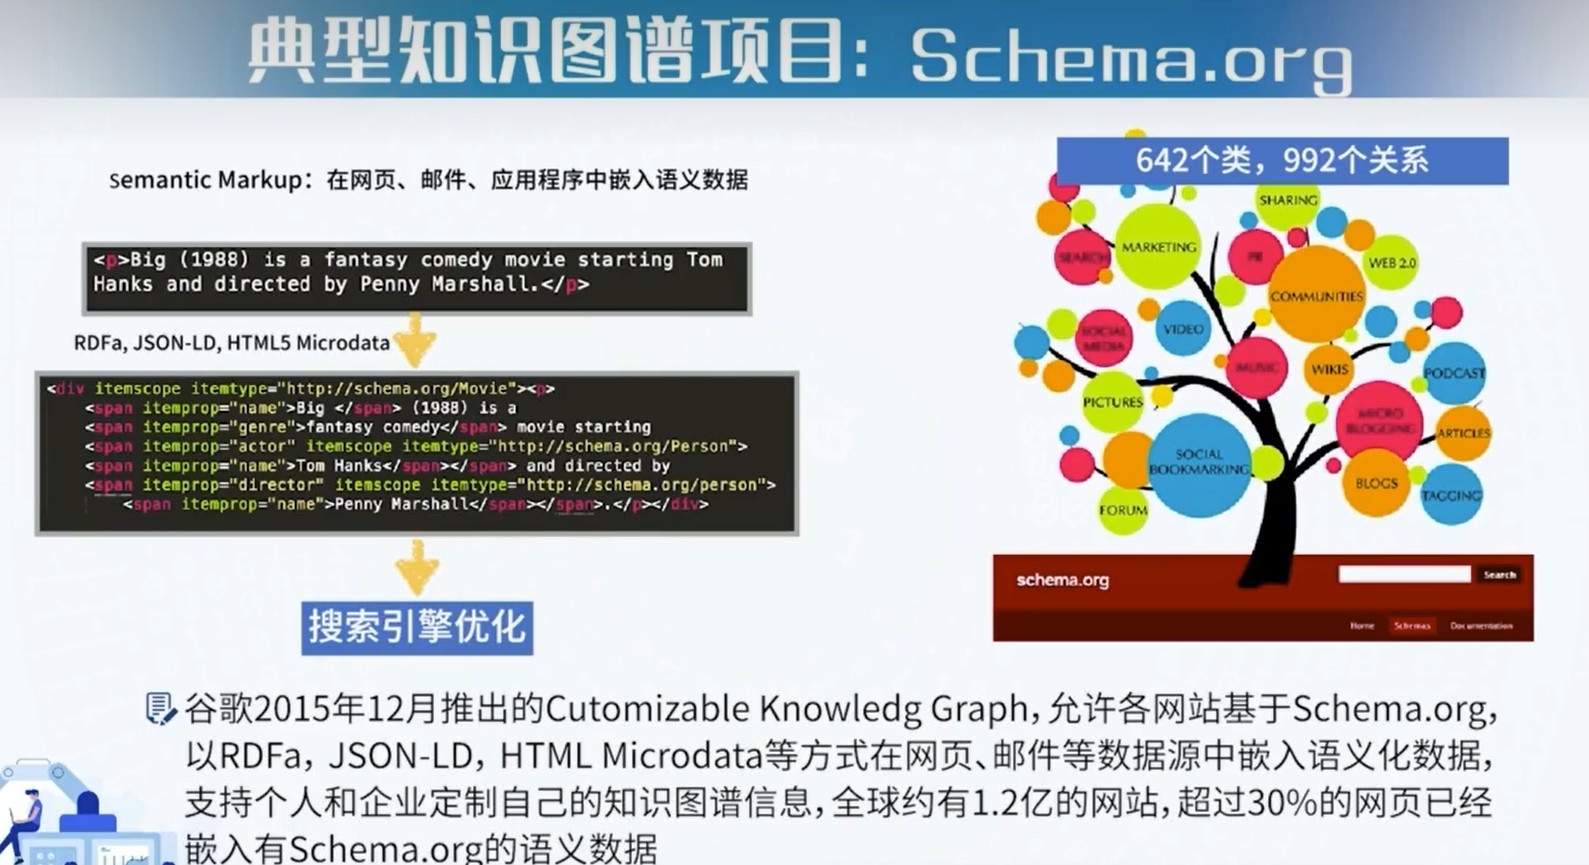 典型知识图谱项目：Schema.org
Semantic Markup：在网页、邮件、应用程序中嵌入语义数据
<p>Big (1988) is a fantasy comedy movie starting Tom
Hanks and directed by Penny Marshall.</p>
RDFa, JSON-LD, HTML5 Microdata
<div itemscope itemtype="http://schema.org/Movie"><p>
<span itemprop="name">Big </span> (1988) is a
<span itemprop="genre">fantasy comedy</span> movie starting
<span itemprop="actor" itemscope itemtype="http://schema.org/Person">
<span itemprop="name">Tom Hanks</span></span> and directed by
<span itemprop="director" itemscope itemtype="http://schema.org/person">
<span itemprop="name">Penny Marshall</span></span>.</p></div>
搜索引擎优化
642个类，992个关系
SHARING
MARKETING
SEARCH
PR
WEB 2.0
COMMUNITIES
SOCIAL
MEDIA
VIDEO
MUSIC
WIKIS
PODCAST
PICTURES
MICRO
BLOGGING
ARTICLES
SOCIAL
BOOKMARKING
BLOGS
TAGGING
FORUM
schema.org
Search
Home
Schemas
Documentation
谷歌2015年12月推出的Cutomizable Knowledg Graph，允许各网站基于Schema.org，
以RDFa，JSON-LD，HTML Microdata等方式在网页、邮件等数据源中嵌入语义化数据，
支持个人和企业定制自己的知识图谱信息，全球约有1.2亿的网站，超过30%的网页已经
嵌入有Schema.org的语义数据